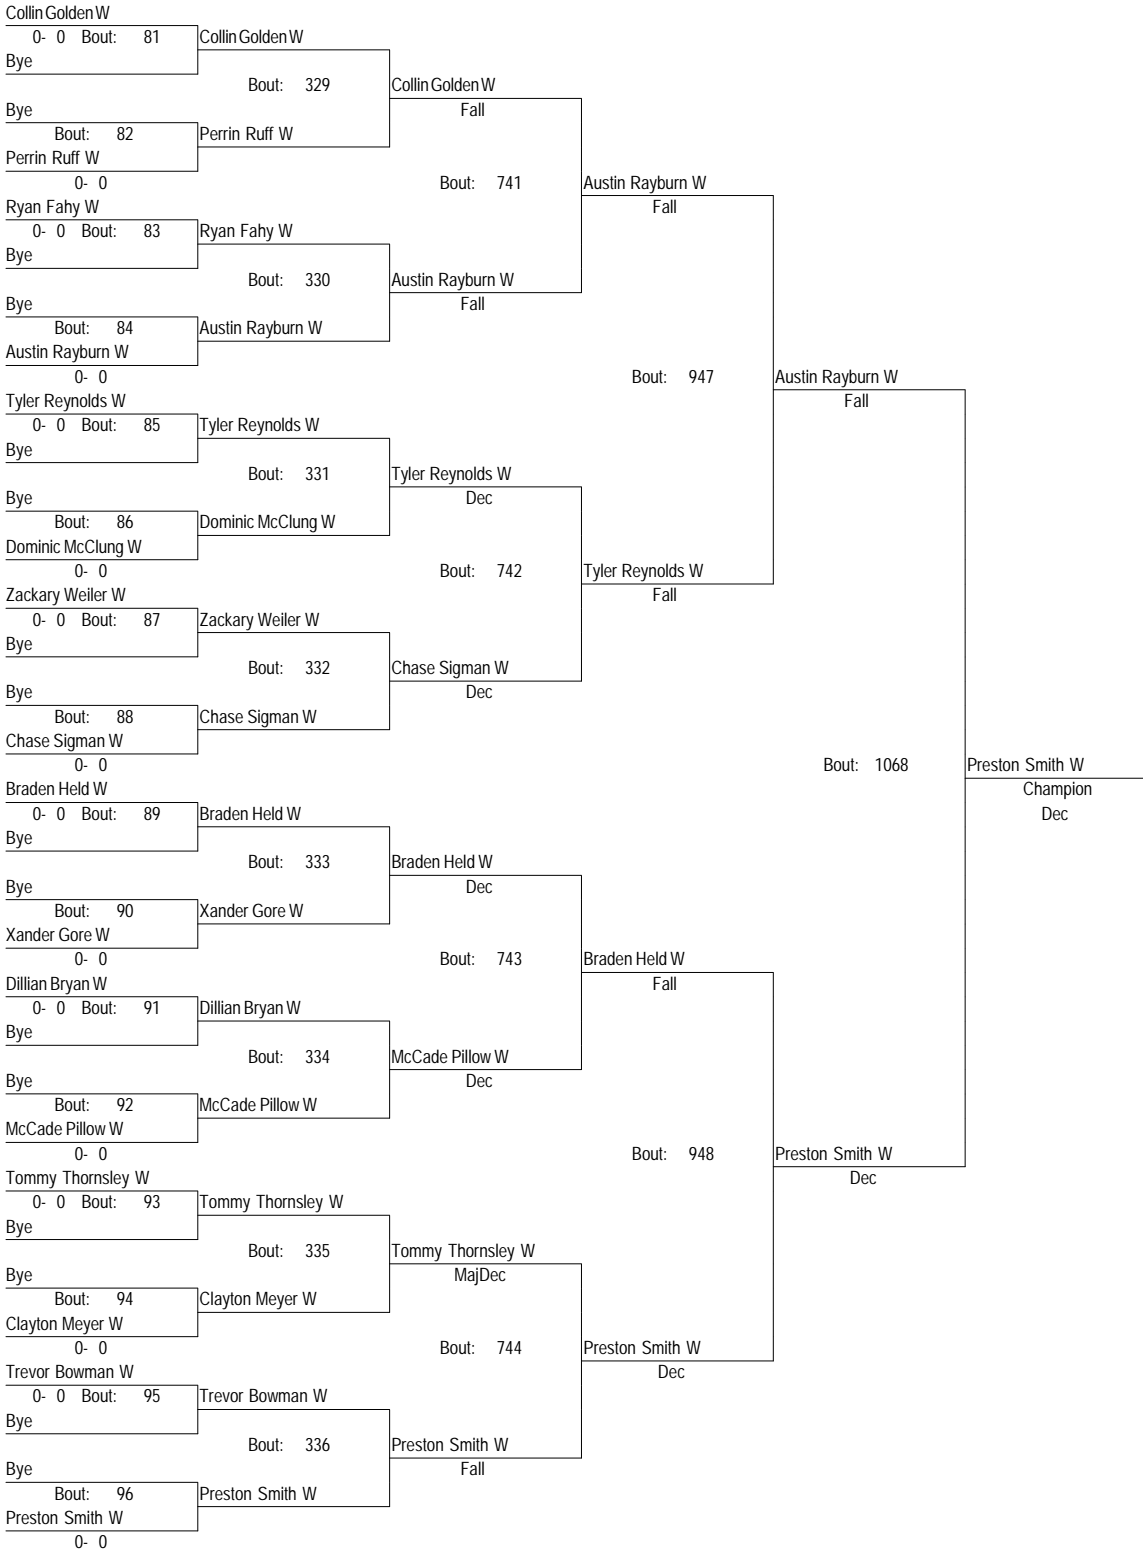 Collin Golden W
0- 0 Bout: 81 Collin Golden W
Bye
Bout: 329 Collin Golden W
Bye Fall
Bout: 82 Perrin Ruff W
Perrin Ruff W
0- 0 Bout: 741 Austin Rayburn W
Ryan Fahy W Fall
0- 0 Bout: 83 Ryan Fahy W
Bye
Bout: 330 Austin Rayburn W
Bye Fall
Bout: 84 Austin Rayburn W
Austin Rayburn W
0- 0 Bout: 947 Austin Rayburn W
Tyler Reynolds W Fall
0- 0 Bout: 85 Tyler Reynolds W
Bye
Bout: 331 Tyler Reynolds W
Bye Dec
Bout: 86 Dominic McClung W
Dominic McClung W
0- 0 Bout: 742 Tyler Reynolds W
Zackary Weiler W Fall
0- 0 Bout: 87 Zackary Weiler W
Bye
Bout: 332 Chase Sigman W
Bye Dec
Bout: 88 Chase Sigman W
Chase Sigman W
0- 0 Bout: 1068 Preston Smith W
Braden Held W Champion
0- 0 Bout: 89 Braden Held W Dec
Bye
Bout: 333 Braden Held W
Bye Dec
Bout: 90 Xander Gore W
Xander Gore W
0- 0 Bout: 743 Braden Held W
Dillian Bryan W Fall
0- 0 Bout: 91 Dillian Bryan W
Bye
Bout: 334 McCade Pillow W
Bye Dec
Bout: 92 McCade Pillow W
McCade Pillow W
0- 0 Bout: 948 Preston Smith W
Tommy Thornsley W Dec
0- 0 Bout: 93 Tommy Thornsley W
Bye
Bout: 335 Tommy Thornsley W
Bye MajDec
Bout: 94 Clayton Meyer W
Clayton Meyer W
0- 0 Bout: 744 Preston Smith W
Trevor Bowman W Dec
0- 0 Bout: 95 Trevor Bowman W
Bye
Bout: 336 Preston Smith W
Bye Fall
Bout: 96 Preston Smith W
Preston Smith W
0- 0